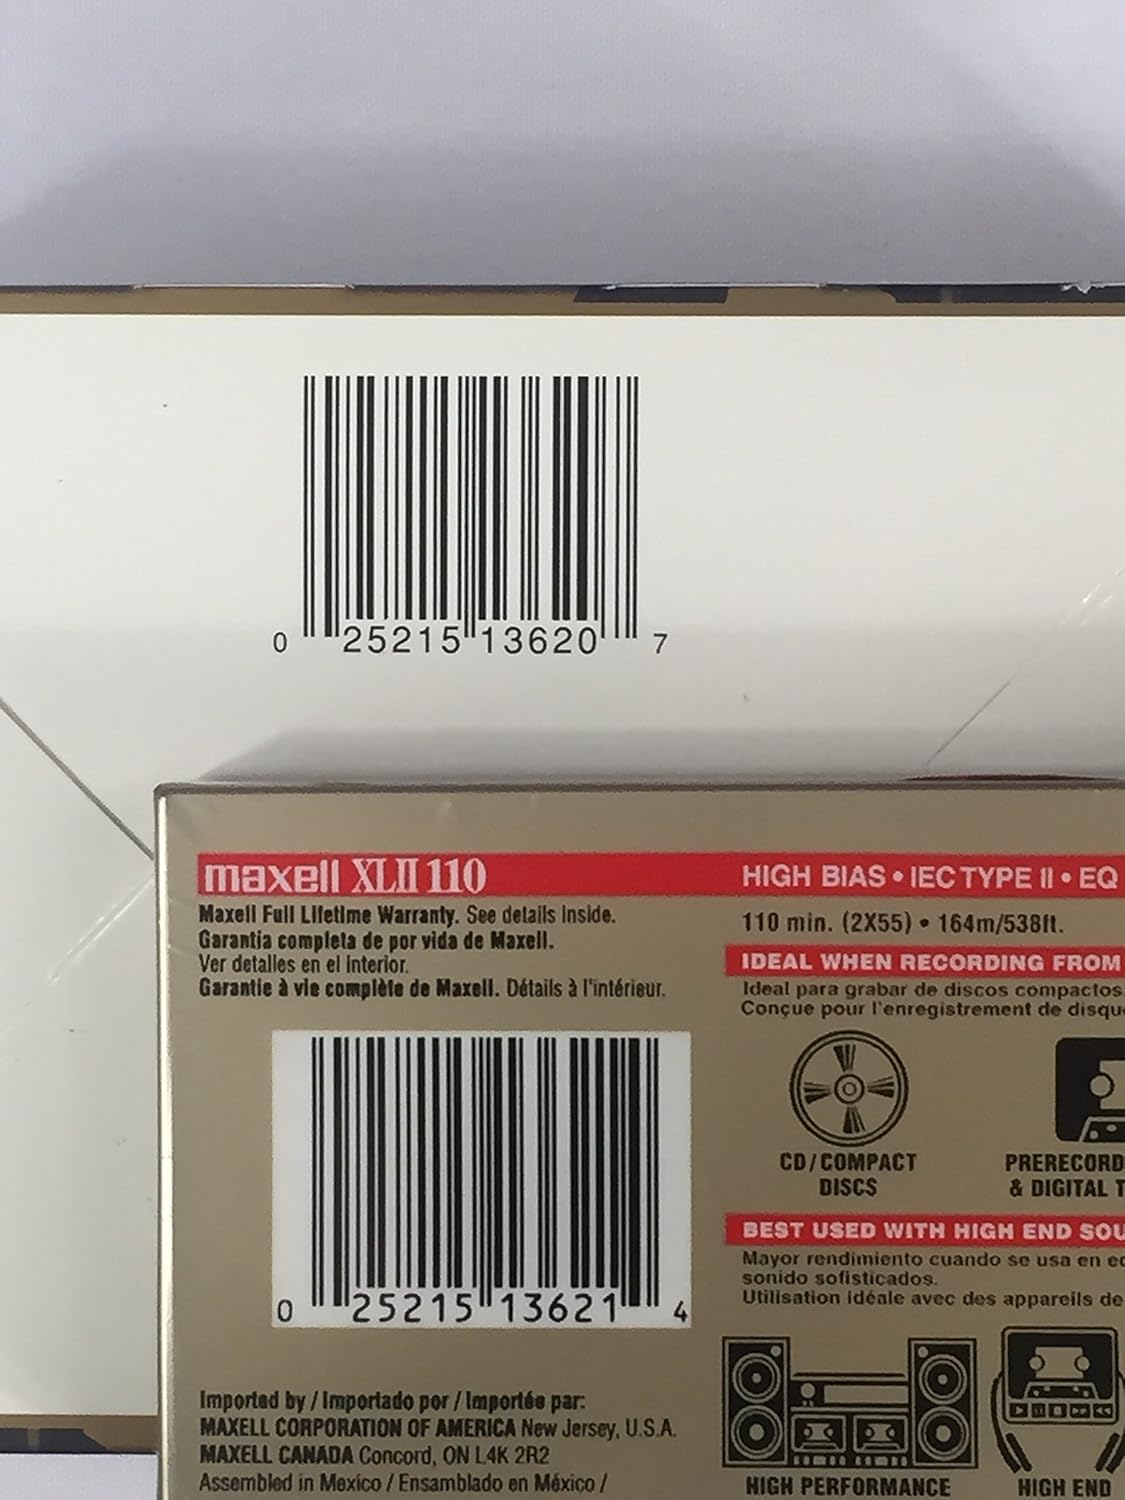 0 25215 13620 7
maxell XLII 110
Maxell Full Lifetime Warranty. See details Inside.
Garantia completa de por vida de Maxell.
Ver detalles en el interior.
Garantie à vie complète de Maxell. Détails à l'intérieur.
0 25215 13621 4
Imported by / Importado por / Importée par:
MAXELL CORPORATION OF AMERICA New Jersey, U.S.A.
MAXELL CANADA Concord, ON L4K 2R2
Assembled in Mexico / Ensamblado en México /
HIGH BIAS • IEC TYPE II • EQ
110 min. (2X55) • 164m/538ft.
IDEAL WHEN RECORDING FROM
Ideal para grabar de discos compactos
Conçue pour l'enregistrement de disqu
CD/COMPACT
DISCS
PRERECORD
& DIGITAL T
BEST USED WITH HIGH END SOU
Mayor rendimiento cuando se usa en
sonido sofisticados.
Utilisation idéale avec des appareils de
HIGH PERFORMANCE
HIGH END